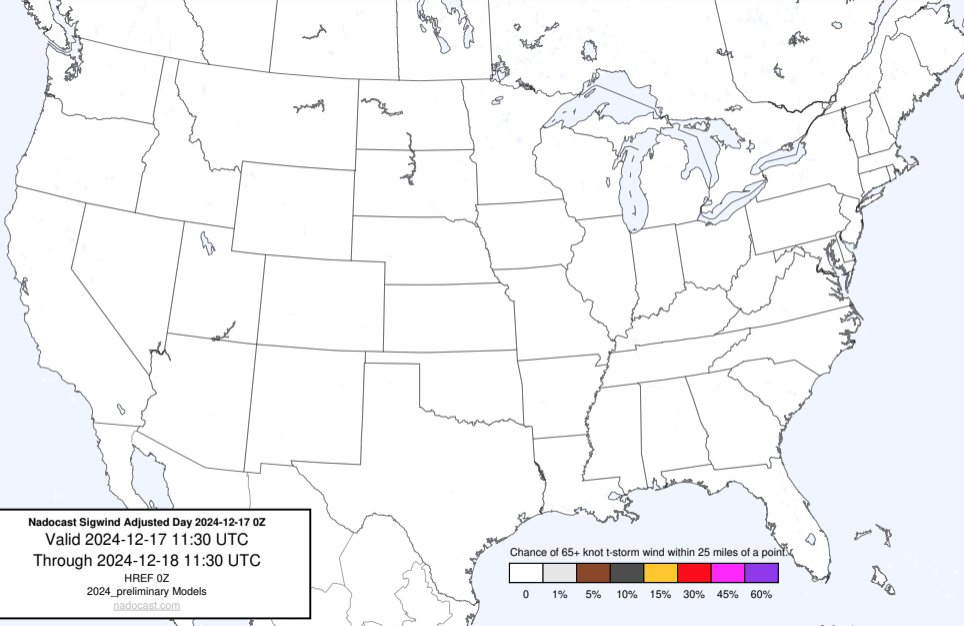 Nadocast Sigwind Adjusted Day 2024-12-17 0Z
Valid 2024-12-17 11:30 UTC
Through 2024-12-18 11:30 UTC
HREF 0Z
2024_preliminary Models
nadocast.com
Chance of 65+ knot t-storm wind within 25 miles of a point.
0 1% 5% 10% 15% 30% 45% 60%